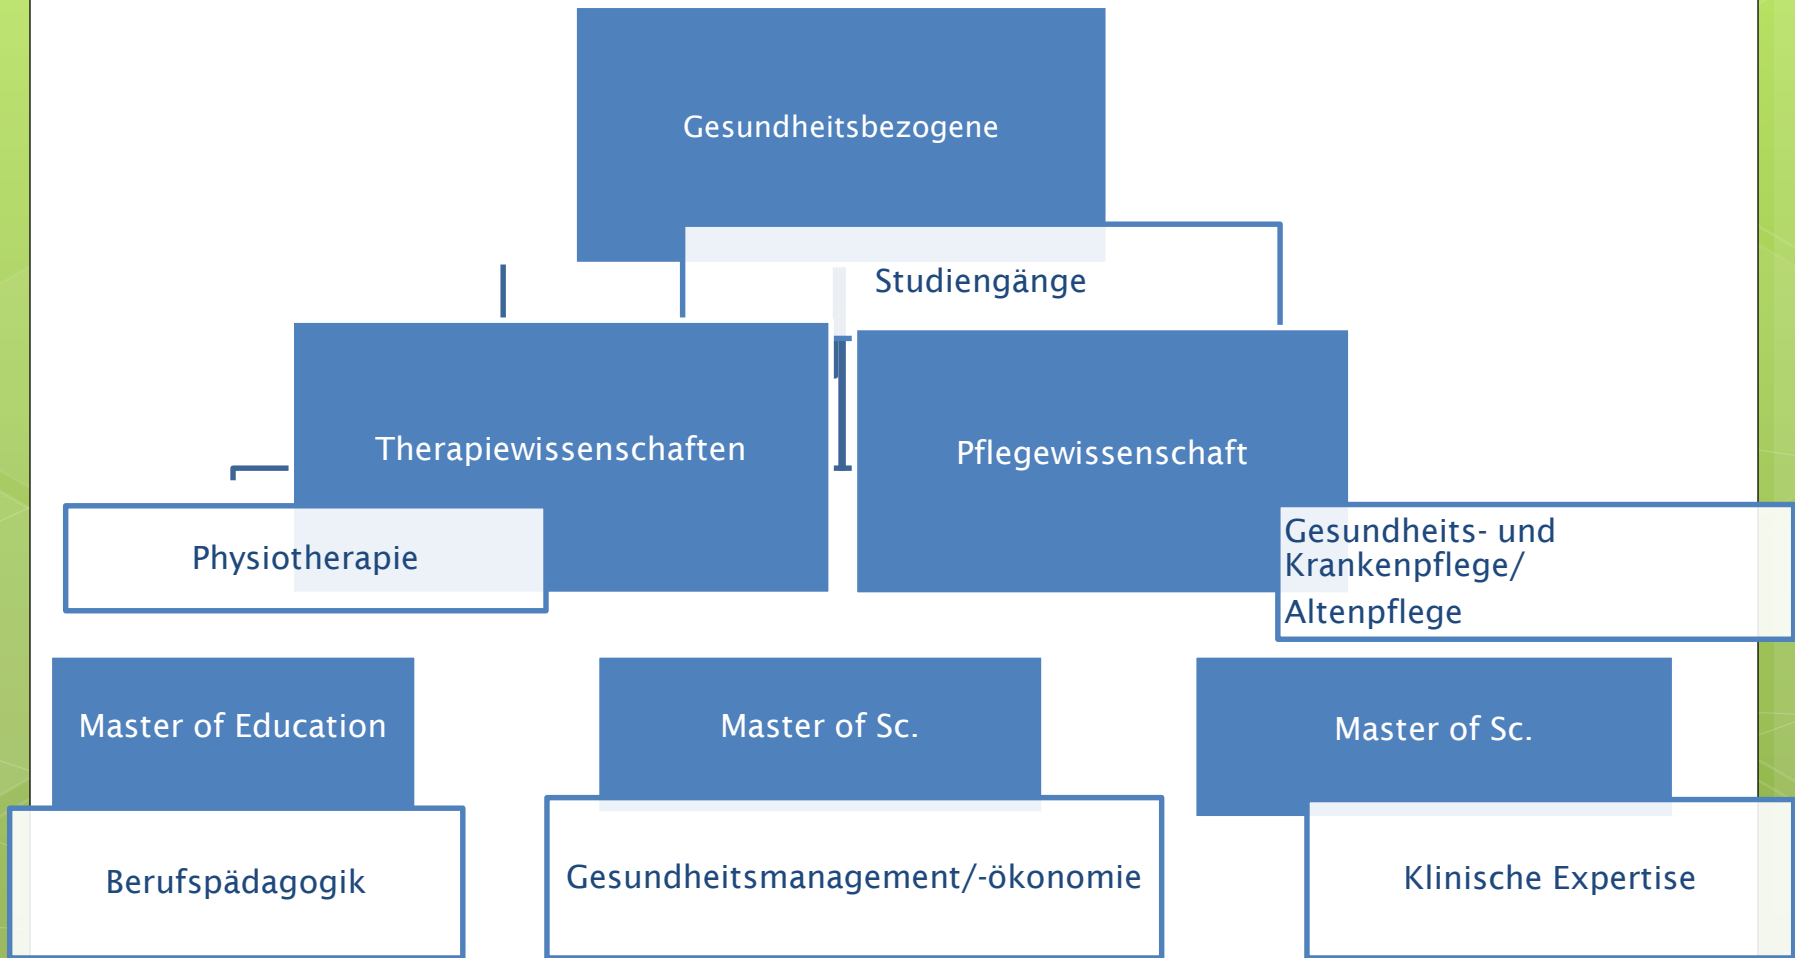 Gesundheitsbezogene
Studiengänge
Therapiewissenschaften
Pflegewissenschaft
Physiotherapie
Gesundheits- und
Krankenpflege/
Altenpflege
Master of Education
Master of Sc.
Master of Sc.
Berufspädagogik
Gesundheitsmanagement/-ökonomie
Klinische Expertise